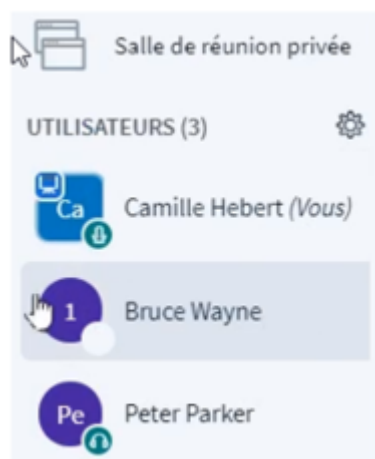 Salle de réunion privée
UTILISATEURS (3)
Ca Camille Hebert (Vous)
1 Bruce Wayne
Pe Peter Parker